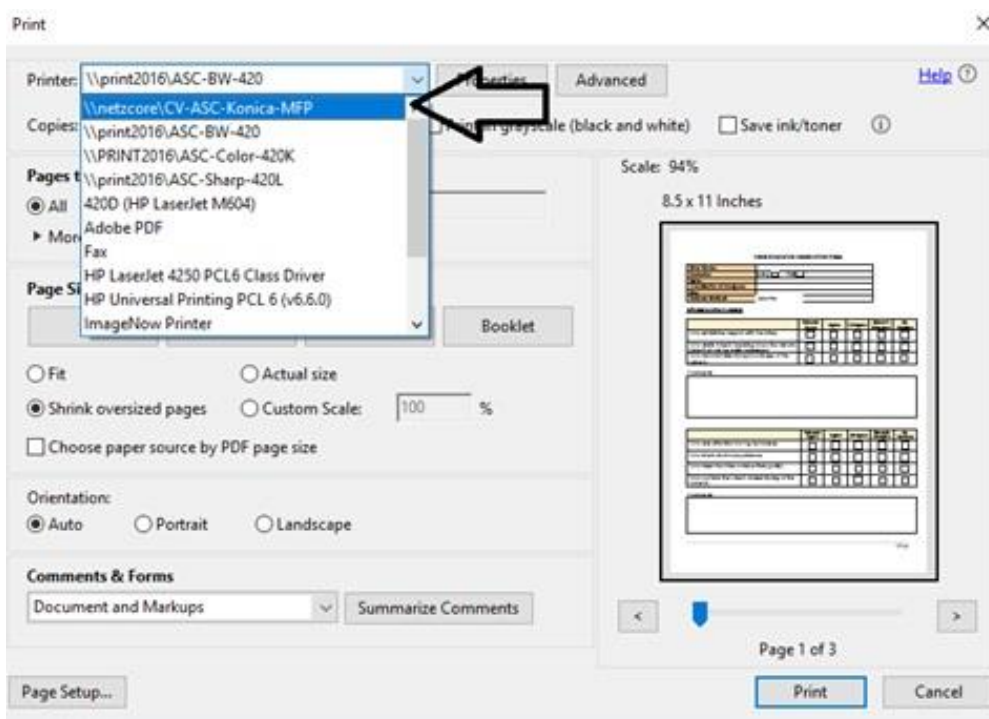 Print
Printer: \\print2016\ASC-BW-420 Properties Advanced Help
\\netzcore\CV-ASC-Konica-MFP
Copies: \\print2016\ASC-BW-420 grayscale (black and white) Save ink/toner
\\PRINT2016\ASC-Color-420K
Pages t \\print2016\ASC-Sharp-420L
All 420D (HP LaserJet M604)
Adobe PDF
Mor
Fax
HP LaserJet 4250 PCL6 Class Driver
Page Si HP Universal Printing PCL 6 (v6.6.0)
ImageNow Printer Booklet
Fit Actual size
Shrink oversized pages Custom Scale: 100 %
Choose paper source by PDF page size
Orientation:
Auto Portrait Landscape
Comments & Forms
Document and Markups Summarize Comments
Scale: 94%
8.5 x 11 Inches
< >
Page 1 of 3
Page Setup... Print Cancel